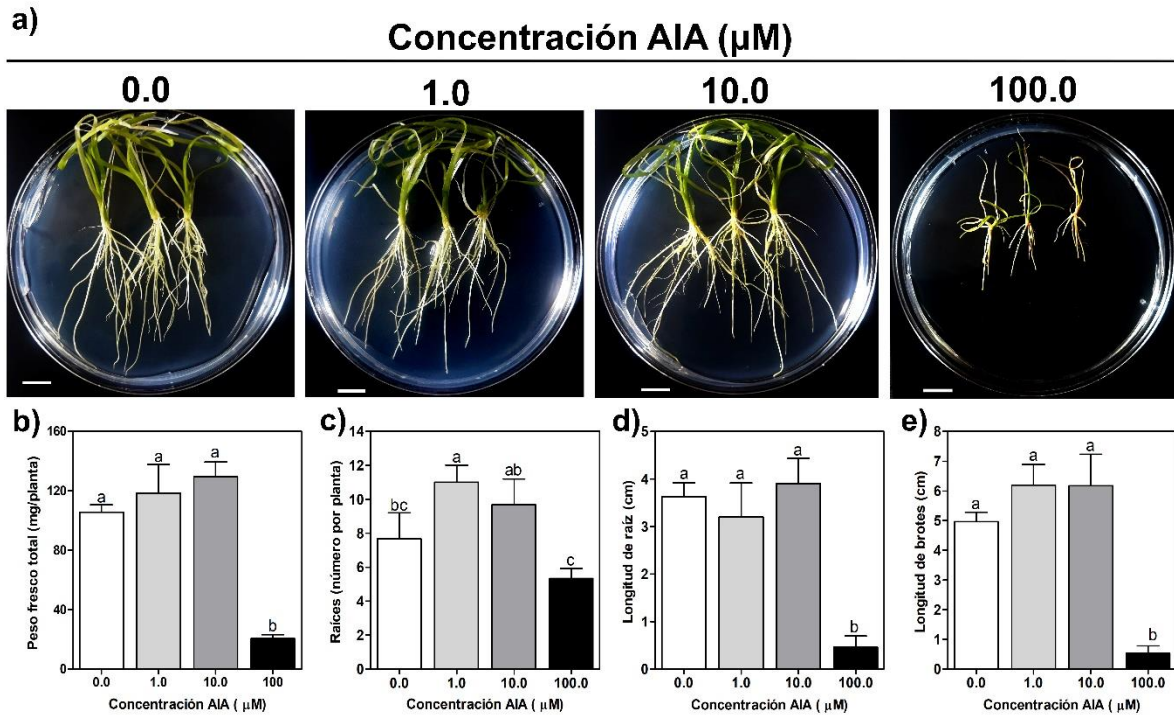 a)
Concentración AIA (µM)
0.0 1.0 10.0 100.0
b)
Peso fresco total (mg/planta)
160
120
80
40
0
a a a b
0.0 1.0 10.0 100
Concentración AIA ( µM)
c)
Raíces (número por planta)
14
12
10
8
6
4
2
0
bc a ab c
0.0 1.0 10.0 100.0
Concentración AIA ( µM)
d)
Longitud de raíz (cm)
5
4
3
2
1
0
a a a b
0.0 1.0 10.0 100.0
Concentración AIA ( µM)
e)
Longitud de brotes (cm)
8
7
6
5
4
3
2
1
0
a a a b
0.0 1.0 10.0 100.0
Concentración AIA ( µM)